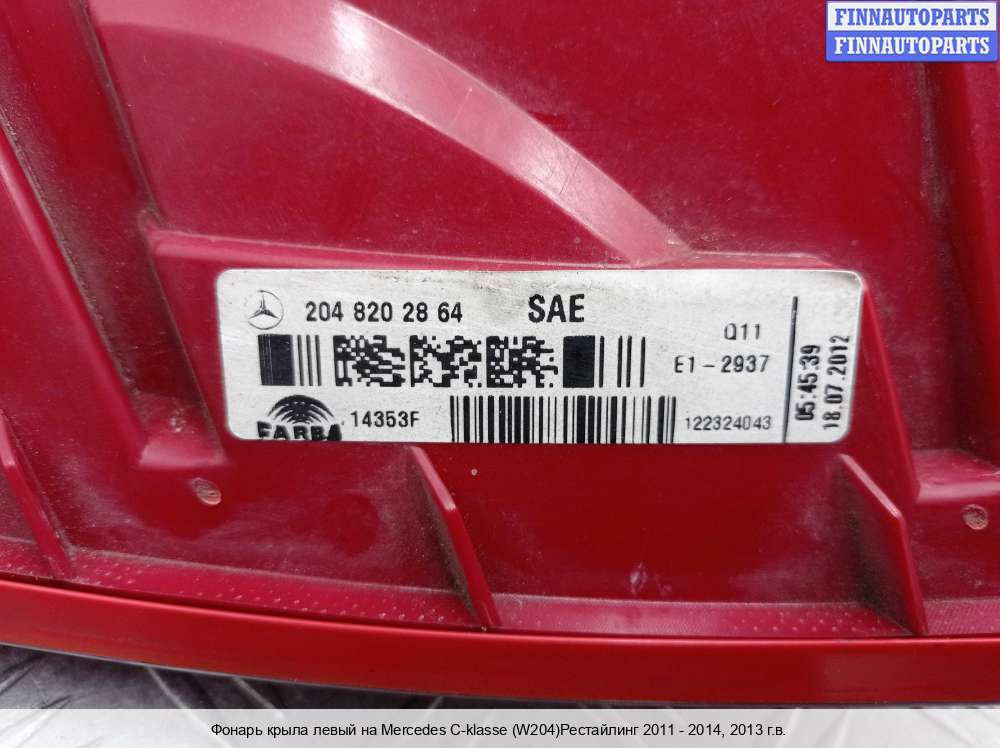 FINNAUTOPARTS
FINNAUTOPARTS
204 820 28 64 SAE
Q11
E1-2937
05:45:39
18.07.2012
FARBA 14353F
122324043
Фонарь крыла левый на Mercedes C-klasse (W204)Рестайлинг 2011 - 2014, 2013 г.в.